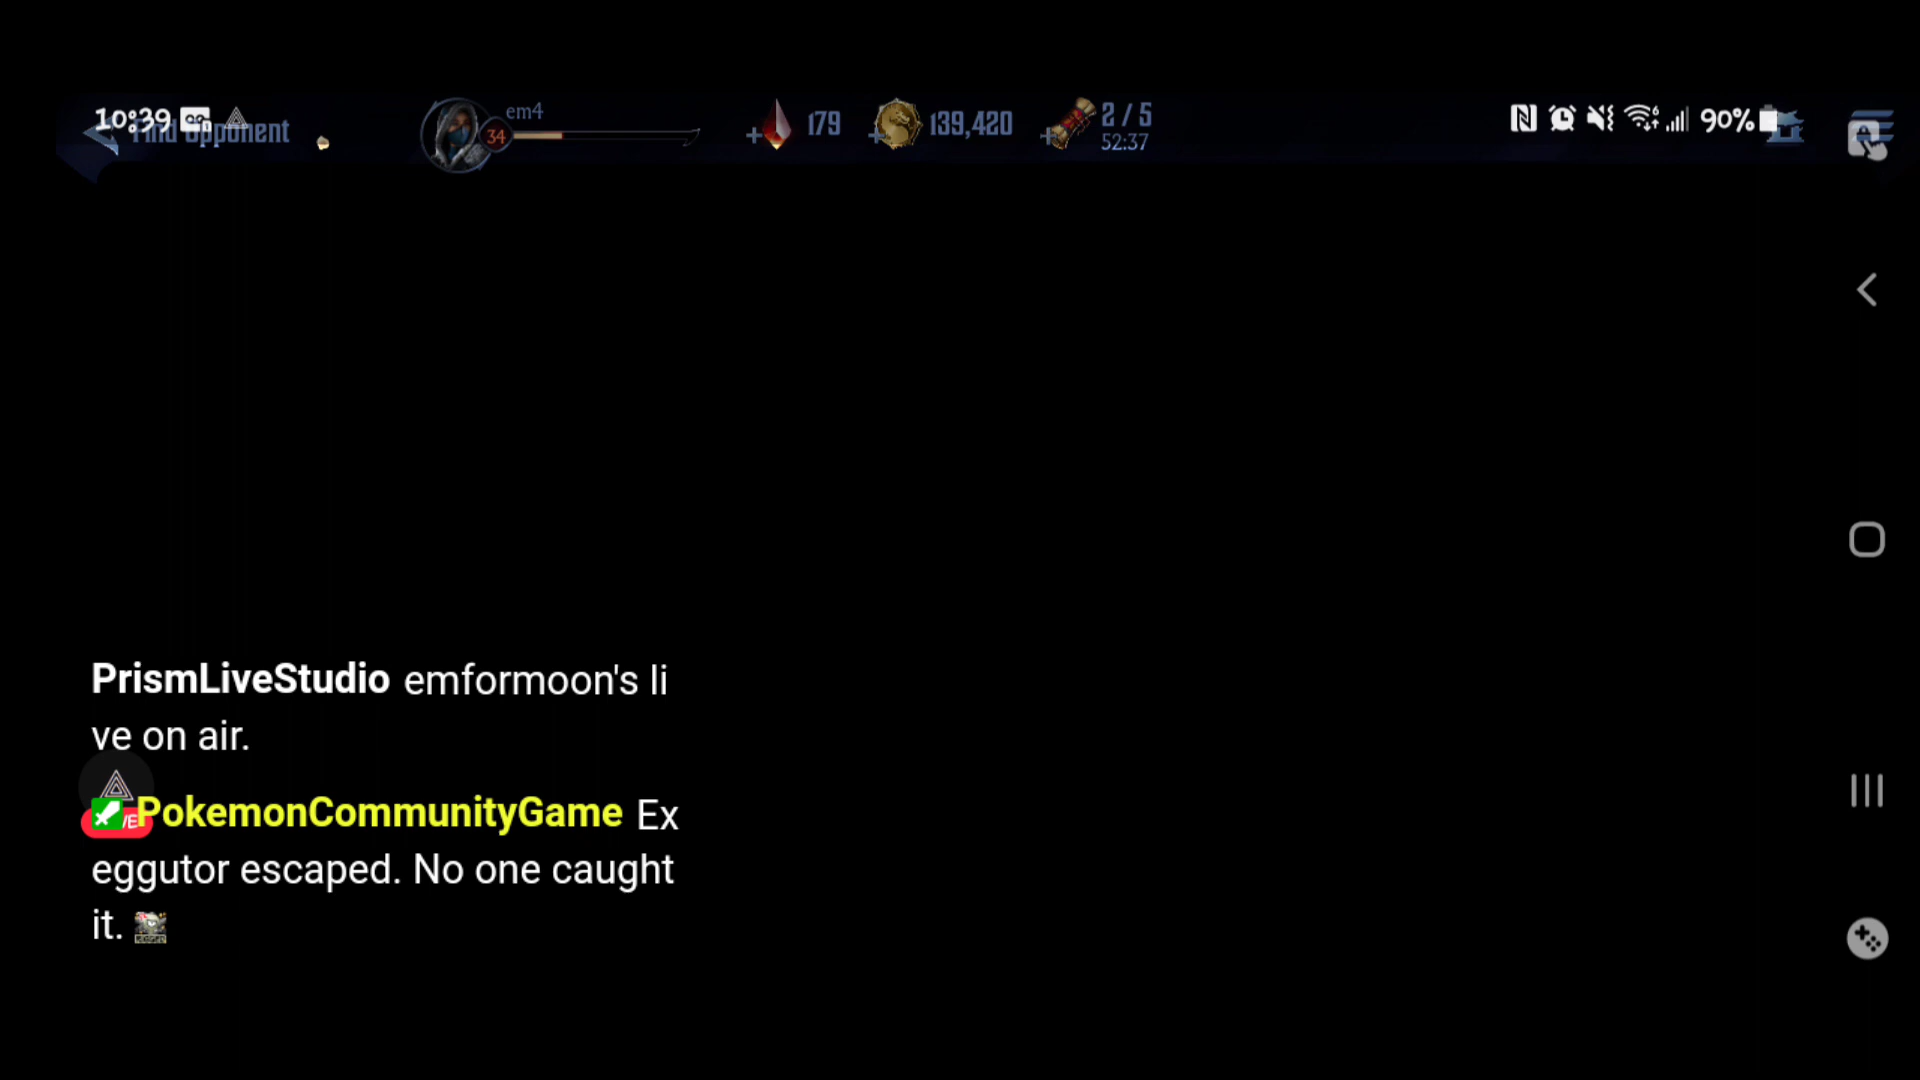 10:39
Find opponent
em4
34
179
139,420
2 / 5
52:37
90%
PrismLiveStudio emformoon's li
ve on air.
PokemonCommunityGame Ex
eggutor escaped. No one caught
it.